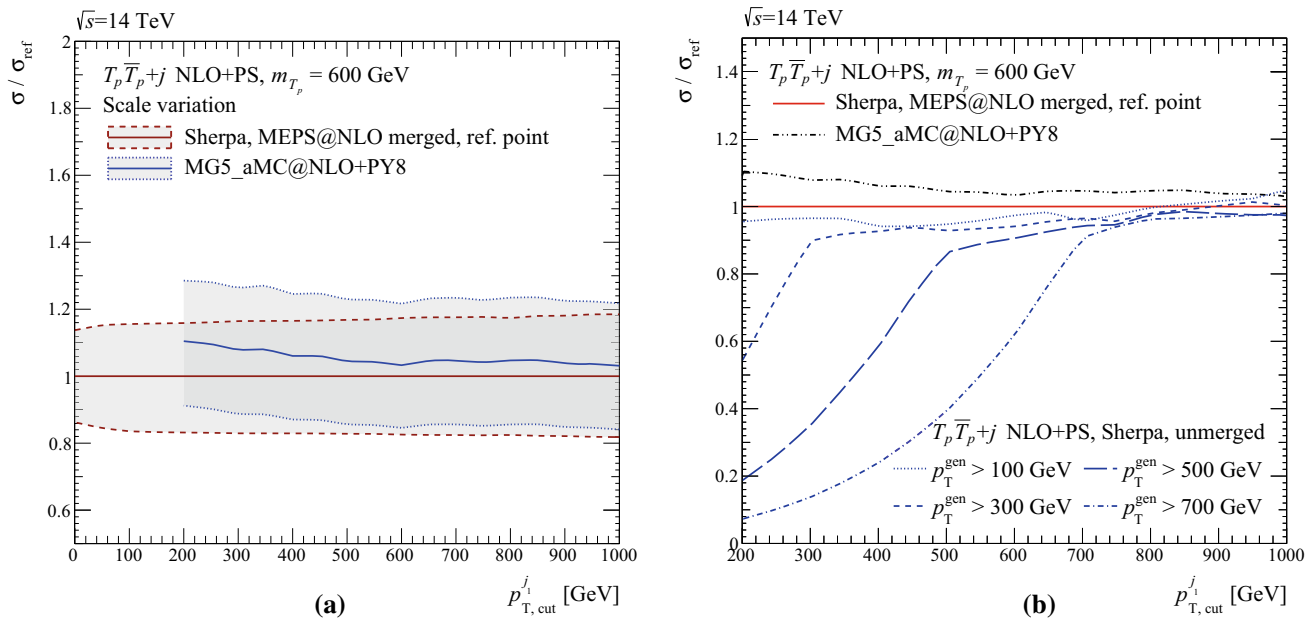 √s=14 TeV
σ / σref
2
1.8
1.6
1.4
1.2
1
0.8
0.6
TpT̅p+j NLO+PS, mTp = 600 GeV
Scale variation
Sherpa, MEPS@NLO merged, ref. point
MG5_aMC@NLO+PY8
0 100 200 300 400 500 600 700 800 900 1000
p^{j1}_{T, cut} [GeV]
(a)
√s=14 TeV
σ / σref
1.4
1.2
1
0.8
0.6
0.4
0.2
0
TpT̅p+j NLO+PS, mTp = 600 GeV
Sherpa, MEPS@NLO merged, ref. point
MG5_aMC@NLO+PY8
TpT̅p+j NLO+PS, Sherpa, unmerged
p_T^gen > 100 GeV p_T^gen > 500 GeV
p_T^gen > 300 GeV p_T^gen > 700 GeV
200 300 400 500 600 700 800 900 1000
p^{j1}_{T, cut} [GeV]
(b)